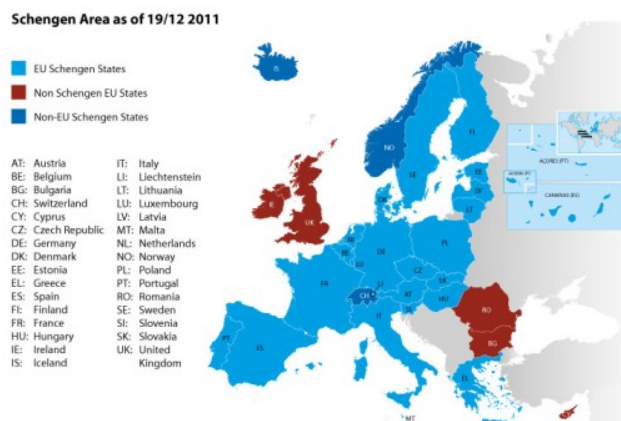 Schengen Area as of 19/12 2011
EU Schengen States
Non Schengen EU States
Non-EU Schengen States
AT: Austria
BE: Belgium
BG: Bulgaria
CH: Switzerland
CY: Cyprus
CZ: Czech Republic
DE: Germany
DK: Denmark
EE: Estonia
EL: Greece
ES: Spain
FI: Finland
FR: France
HU: Hungary
IE: Ireland
IS: Iceland
IT: Italy
LI: Liechtenstein
LT: Lithuania
LU: Luxembourg
LV: Latvia
MT: Malta
NL: Netherlands
NO: Norway
PL: Poland
PT: Portugal
RO: Romania
SE: Sweden
SI: Slovenia
SK: Slovakia
UK: United
Kingdom
IS
NO
SE
FI
EE
LV
LT
DK
IE
UK
BE
LU
DE
PL
CZ
SK
FR
CH
LI
AT
HU
IT
RO
BG
PT
ES
EL
MT
AÇORES (PT)
CANARIAS (ES)